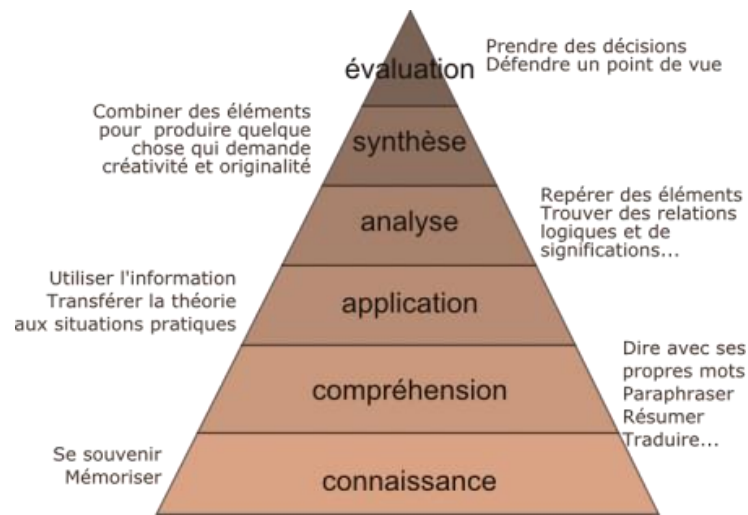 évaluation
Prendre des décisions
Défendre un point de vue
Combiner des éléments
pour produire quelque
chose qui demande
créativité et originalité
synthèse
analyse
Repérer des éléments
Trouver des relations
logiques et de
significations...
Utiliser l'information
Transférer la théorie
aux situations pratiques
application
Dire avec ses
propres mots
Paraphraser
Résumer
Traduire...
compréhension
Se souvenir
Mémoriser
connaissance